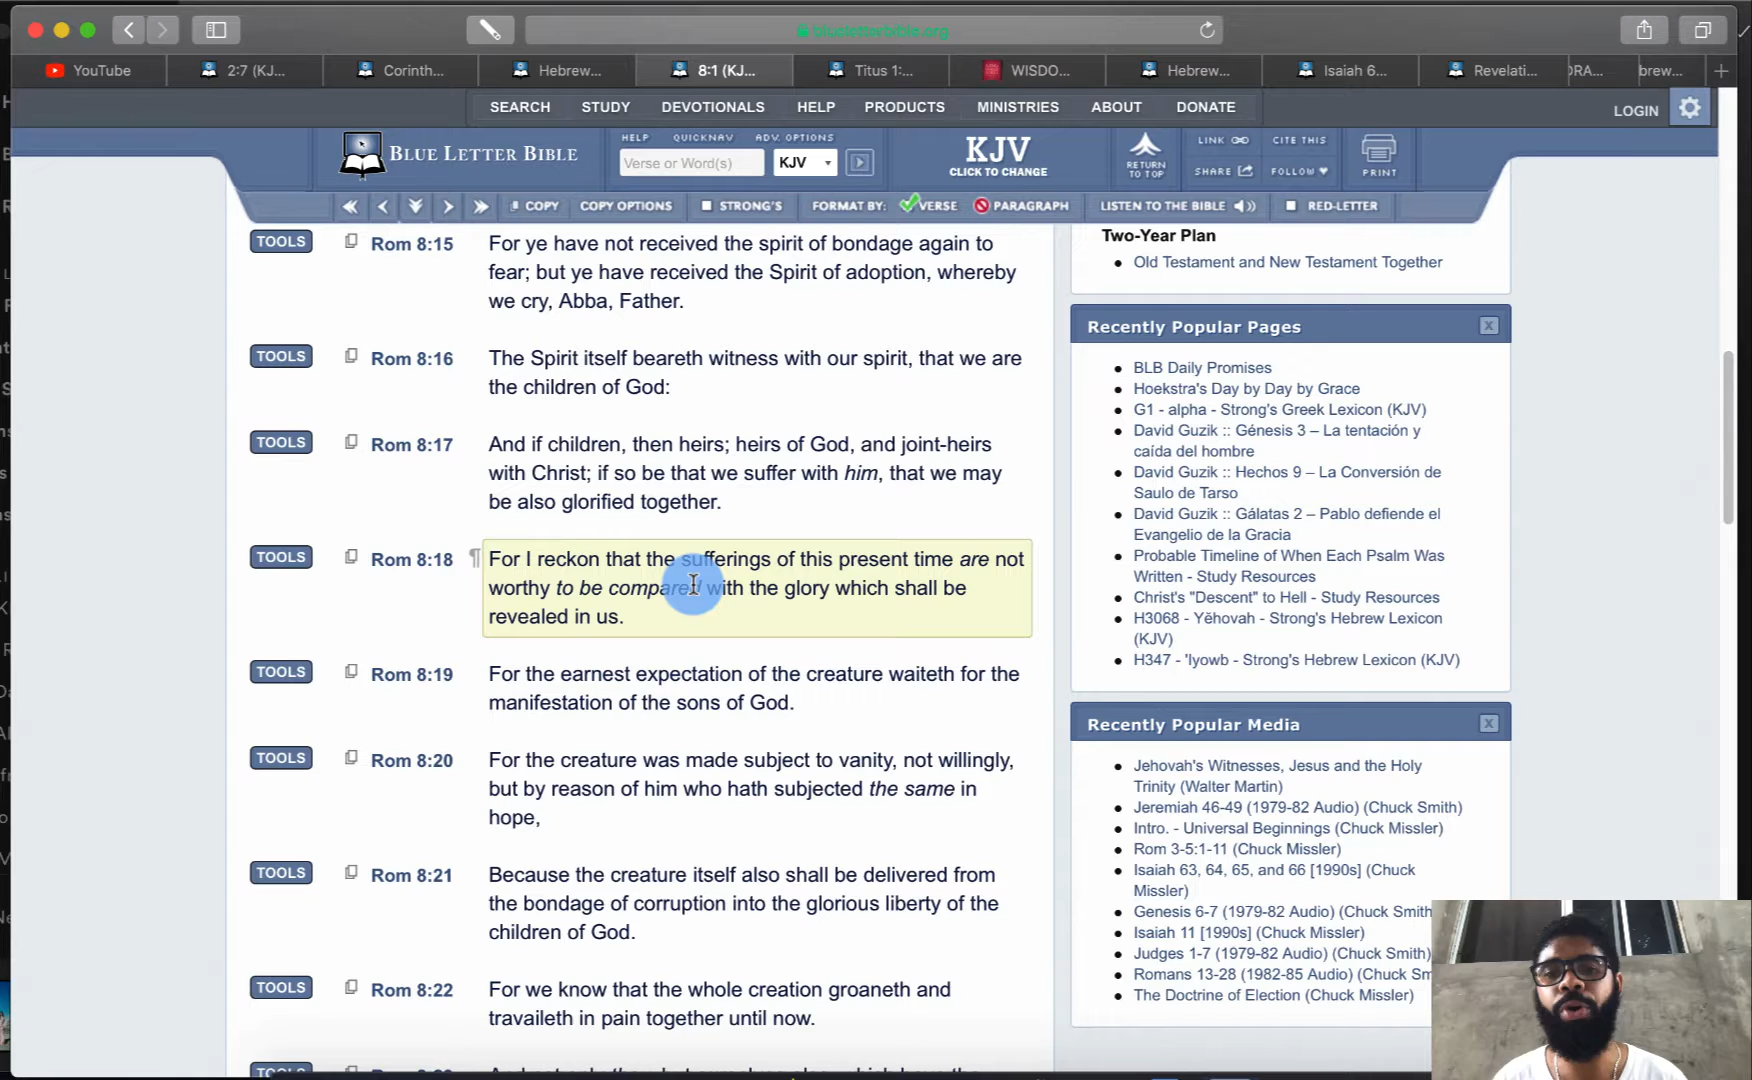 blueletterbible.org
YouTube
2:7 (KJ...
Corinth...
Hebrew...
8:1 (KJ...
Titus 1:...
WISDO...
Hebrew...
Isaiah 6...
Revelati...
SEARCH STUDY DEVOTIONALS HELP PRODUCTS MINISTRIES ABOUT DONATE
LOGIN
BLUE LETTER BIBLE
HELP QUICKNAV ADV. OPTIONS
Verse or Word(s) KJV
KJV
CLICK TO CHANGE
RETURN
TO TOP
LINK CITE THIS
SHARE FOLLOW
PRINT
COPY COPY OPTIONS STRONG'S FORMAT BY: VERSE PARAGRAPH LISTEN TO THE BIBLE RED-LETTER
TOOLS Rom 8:15 For ye have not received the spirit of bondage again to
fear; but ye have received the Spirit of adoption, whereby
we cry, Abba, Father.
TOOLS Rom 8:16 The Spirit itself beareth witness with our spirit, that we are
the children of God:
TOOLS Rom 8:17 And if children, then heirs; heirs of God, and joint-heirs
with Christ; if so be that we suffer with him, that we may
be also glorified together.
TOOLS Rom 8:18 ¶ For I reckon that the sufferings of this present time are not
worthy to be compared with the glory which shall be
revealed in us.
TOOLS Rom 8:19 For the earnest expectation of the creature waiteth for the
manifestation of the sons of God.
TOOLS Rom 8:20 For the creature was made subject to vanity, not willingly,
but by reason of him who hath subjected the same in
hope,
TOOLS Rom 8:21 Because the creature itself also shall be delivered from
the bondage of corruption into the glorious liberty of the
children of God.
TOOLS Rom 8:22 For we know that the whole creation groaneth and
travaileth in pain together until now.
Two-Year Plan
Old Testament and New Testament Together
Recently Popular Pages
BLB Daily Promises
Hoekstra's Day by Day by Grace
G1 - alpha - Strong's Greek Lexicon (KJV)
David Guzik :: Génesis 3 – La tentación y
caída del hombre
David Guzik :: Hechos 9 – La Conversión de
Saulo de Tarso
David Guzik :: Gálatas 2 – Pablo defiende el
Evangelio de la Gracia
Probable Timeline of When Each Psalm Was
Written - Study Resources
Christ's "Descent" to Hell - Study Resources
H3068 - Yĕhovah - Strong's Hebrew Lexicon
(KJV)
H347 - 'Iyowb - Strong's Hebrew Lexicon (KJV)
Recently Popular Media
Jehovah's Witnesses, Jesus and the Holy
Trinity (Walter Martin)
Jeremiah 46-49 (1979-82 Audio) (Chuck Smith)
Intro. - Universal Beginnings (Chuck Missler)
Rom 3-5:1-11 (Chuck Missler)
Isaiah 63, 64, 65, and 66 [1990s] (Chuck
Missler)
Genesis 6-7 (1979-82 Audio) (Chuck Smith
Isaiah 11 [1990s] (Chuck Missler)
Judges 1-7 (1979-82 Audio) (Chuck Smith)
Romans 13-28 (1982-85 Audio) (Chuck Sm
The Doctrine of Election (Chuck Missler)